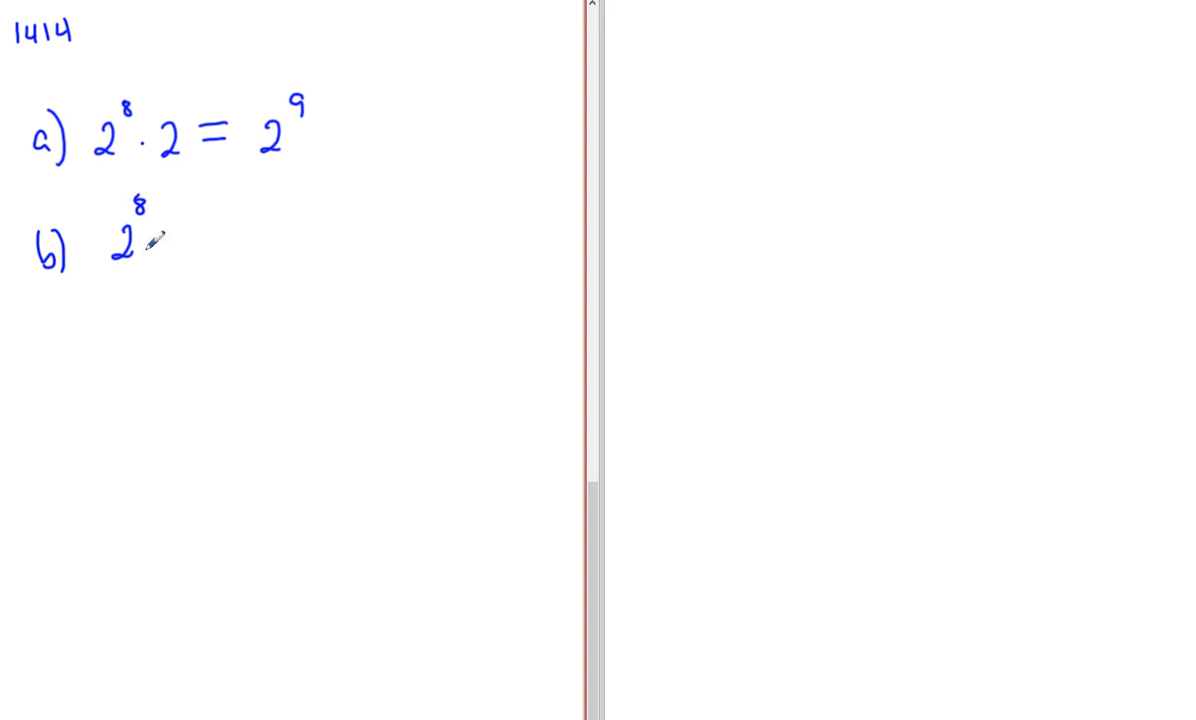 1414
a) 2⁸ · 2 = 2⁹
b) 2⁸